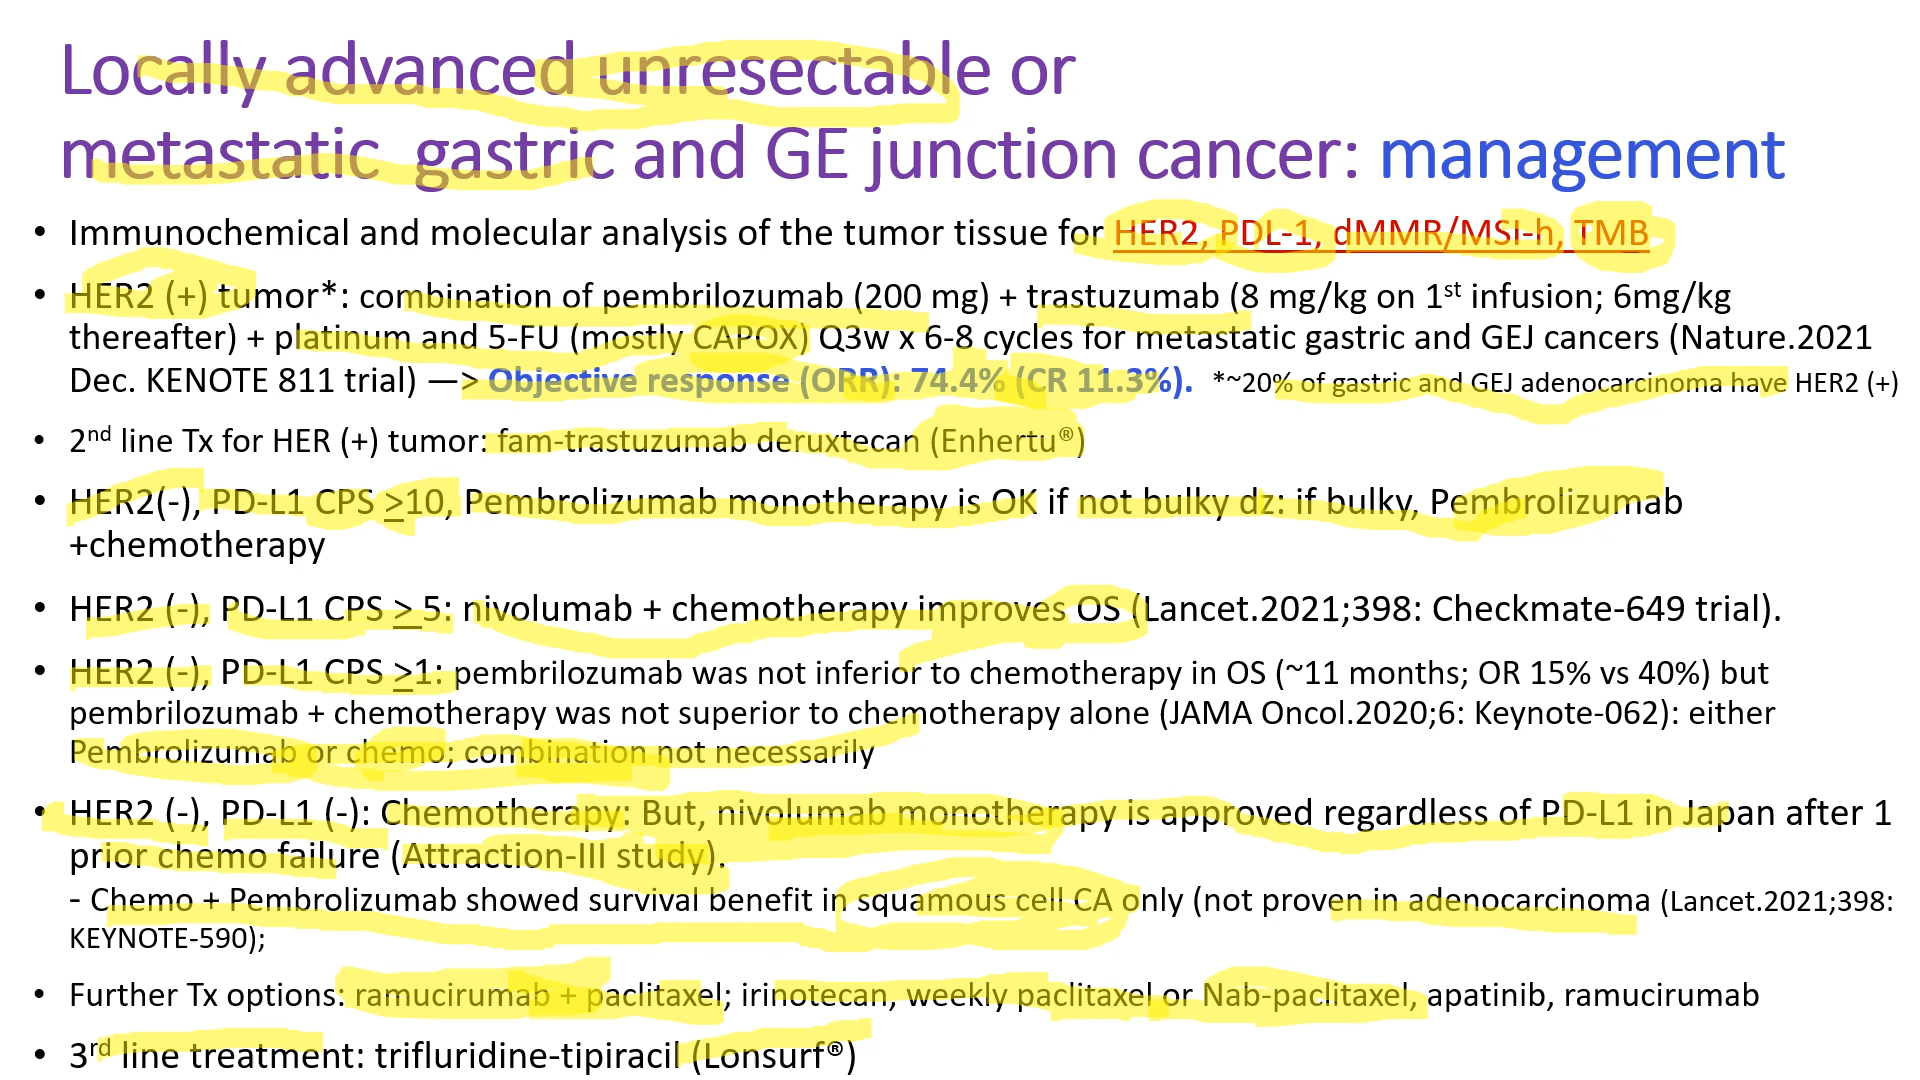 Locally advanced unresectable or
metastatic  gastric and GE junction cancer: management
• Immunochemical and molecular analysis of the tumor tissue for HER2, PDL-1, dMMR/MSI-h, TMB
• HER2 (+) tumor*: combination of pembrilozumab (200 mg) + trastuzumab (8 mg/kg on 1st infusion; 6mg/kg
thereafter) + platinum and 5-FU (mostly CAPOX) Q3w x 6-8 cycles for metastatic gastric and GEJ cancers (Nature.2021
Dec. KENOTE 811 trial) —> Objective response (ORR): 74.4% (CR 11.3%). *~20% of gastric and GEJ adenocarcinoma have HER2 (+)
• 2nd line Tx for HER (+) tumor: fam-trastuzumab deruxtecan (Enhertu®)
• HER2(-), PD-L1 CPS >10, Pembrolizumab monotherapy is OK if not bulky dz: if bulky, Pembrolizumab
+chemotherapy
• HER2 (-), PD-L1 CPS > 5: nivolumab + chemotherapy improves OS (Lancet.2021;398: Checkmate-649 trial).
• HER2 (-), PD-L1 CPS >1: pembrilozumab was not inferior to chemotherapy in OS (~11 months; OR 15% vs 40%) but
pembrilozumab + chemotherapy was not superior to chemotherapy alone (JAMA Oncol.2020;6: Keynote-062): either
Pembrolizumab or chemo; combination not necessarily
• HER2 (-), PD-L1 (-): Chemotherapy: But, nivolumab monotherapy is approved regardless of PD-L1 in Japan after 1
prior chemo failure (Attraction-III study).
- Chemo + Pembrolizumab showed survival benefit in squamous cell CA only (not proven in adenocarcinoma (Lancet.2021;398:
KEYNOTE-590);
• Further Tx options: ramucirumab + paclitaxel; irinotecan, weekly paclitaxel or Nab-paclitaxel, apatinib, ramucirumab
• 3rd line treatment: trifluridine-tipiracil (Lonsurf®)